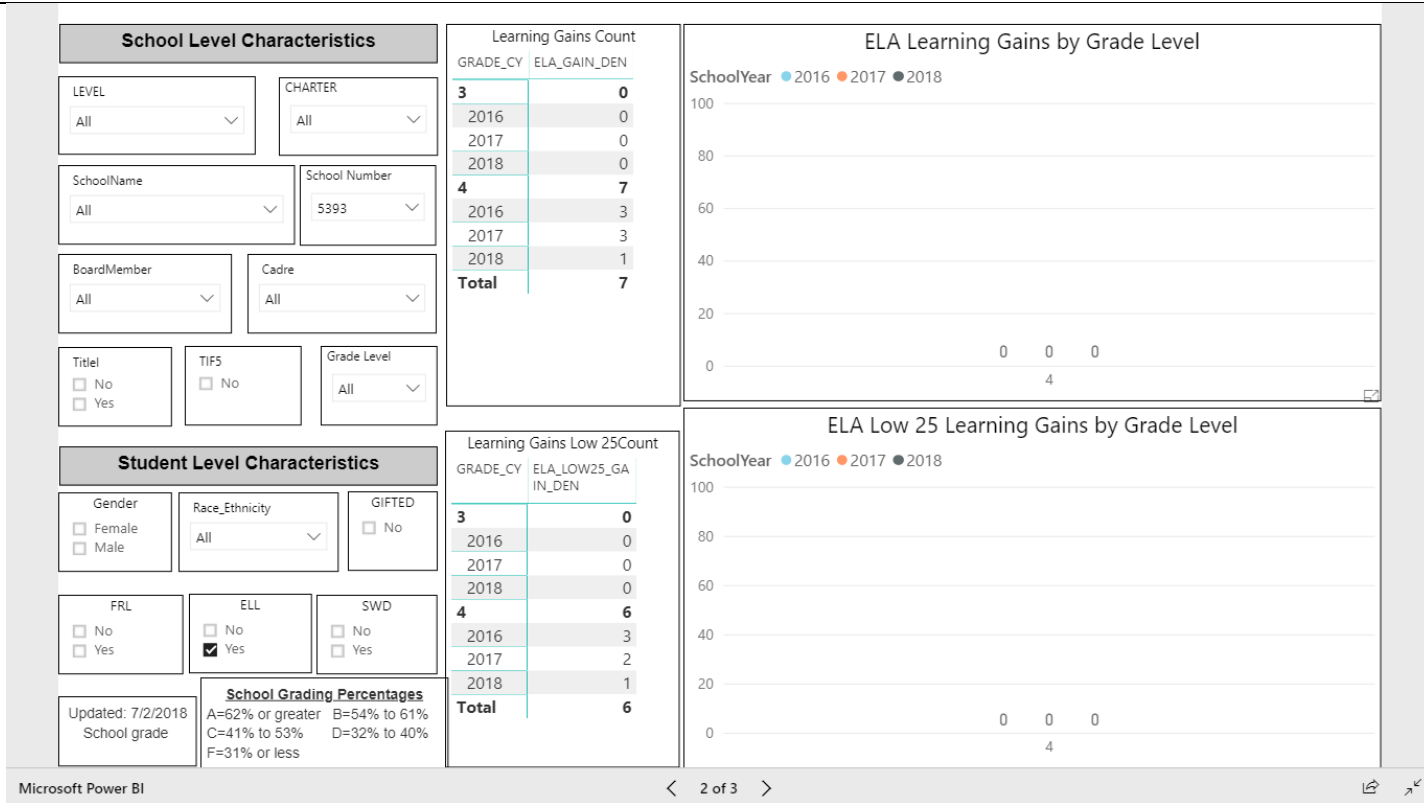 School Level Characteristics
LEVEL
All
CHARTER
All
SchoolName
All
School Number
5393
BoardMember
All
Cadre
All
TitleI
No
Yes
TIF5
No
Grade Level
All
Student Level Characteristics
Gender
Female
Male
Race_Ethnicity
All
GIFTED
No
FRL
No
Yes
ELL
No
Yes
SWD
No
Yes
Updated: 7/2/2018
School grade
School Grading Percentages
A=62% or greater B=54% to 61%
C=41% to 53% D=32% to 40%
F=31% or less
Learning Gains Count
GRADE_CY ELA_GAIN_DEN
3 0
2016 0
2017 0
2018 0
4 7
2016 3
2017 3
2018 1
Total 7
Learning Gains Low 25Count
GRADE_CY ELA_LOW25_GA
IN_DEN
3 0
2016 0
2017 0
2018 0
4 6
2016 3
2017 2
2018 1
Total 6
ELA Learning Gains by Grade Level
SchoolYear 2016 2017 2018
100
80
60
40
20
0
0 0 0
4
ELA Low 25 Learning Gains by Grade Level
SchoolYear 2016 2017 2018
100
80
60
40
20
0
0 0 0
4
Microsoft Power BI
2 of 3